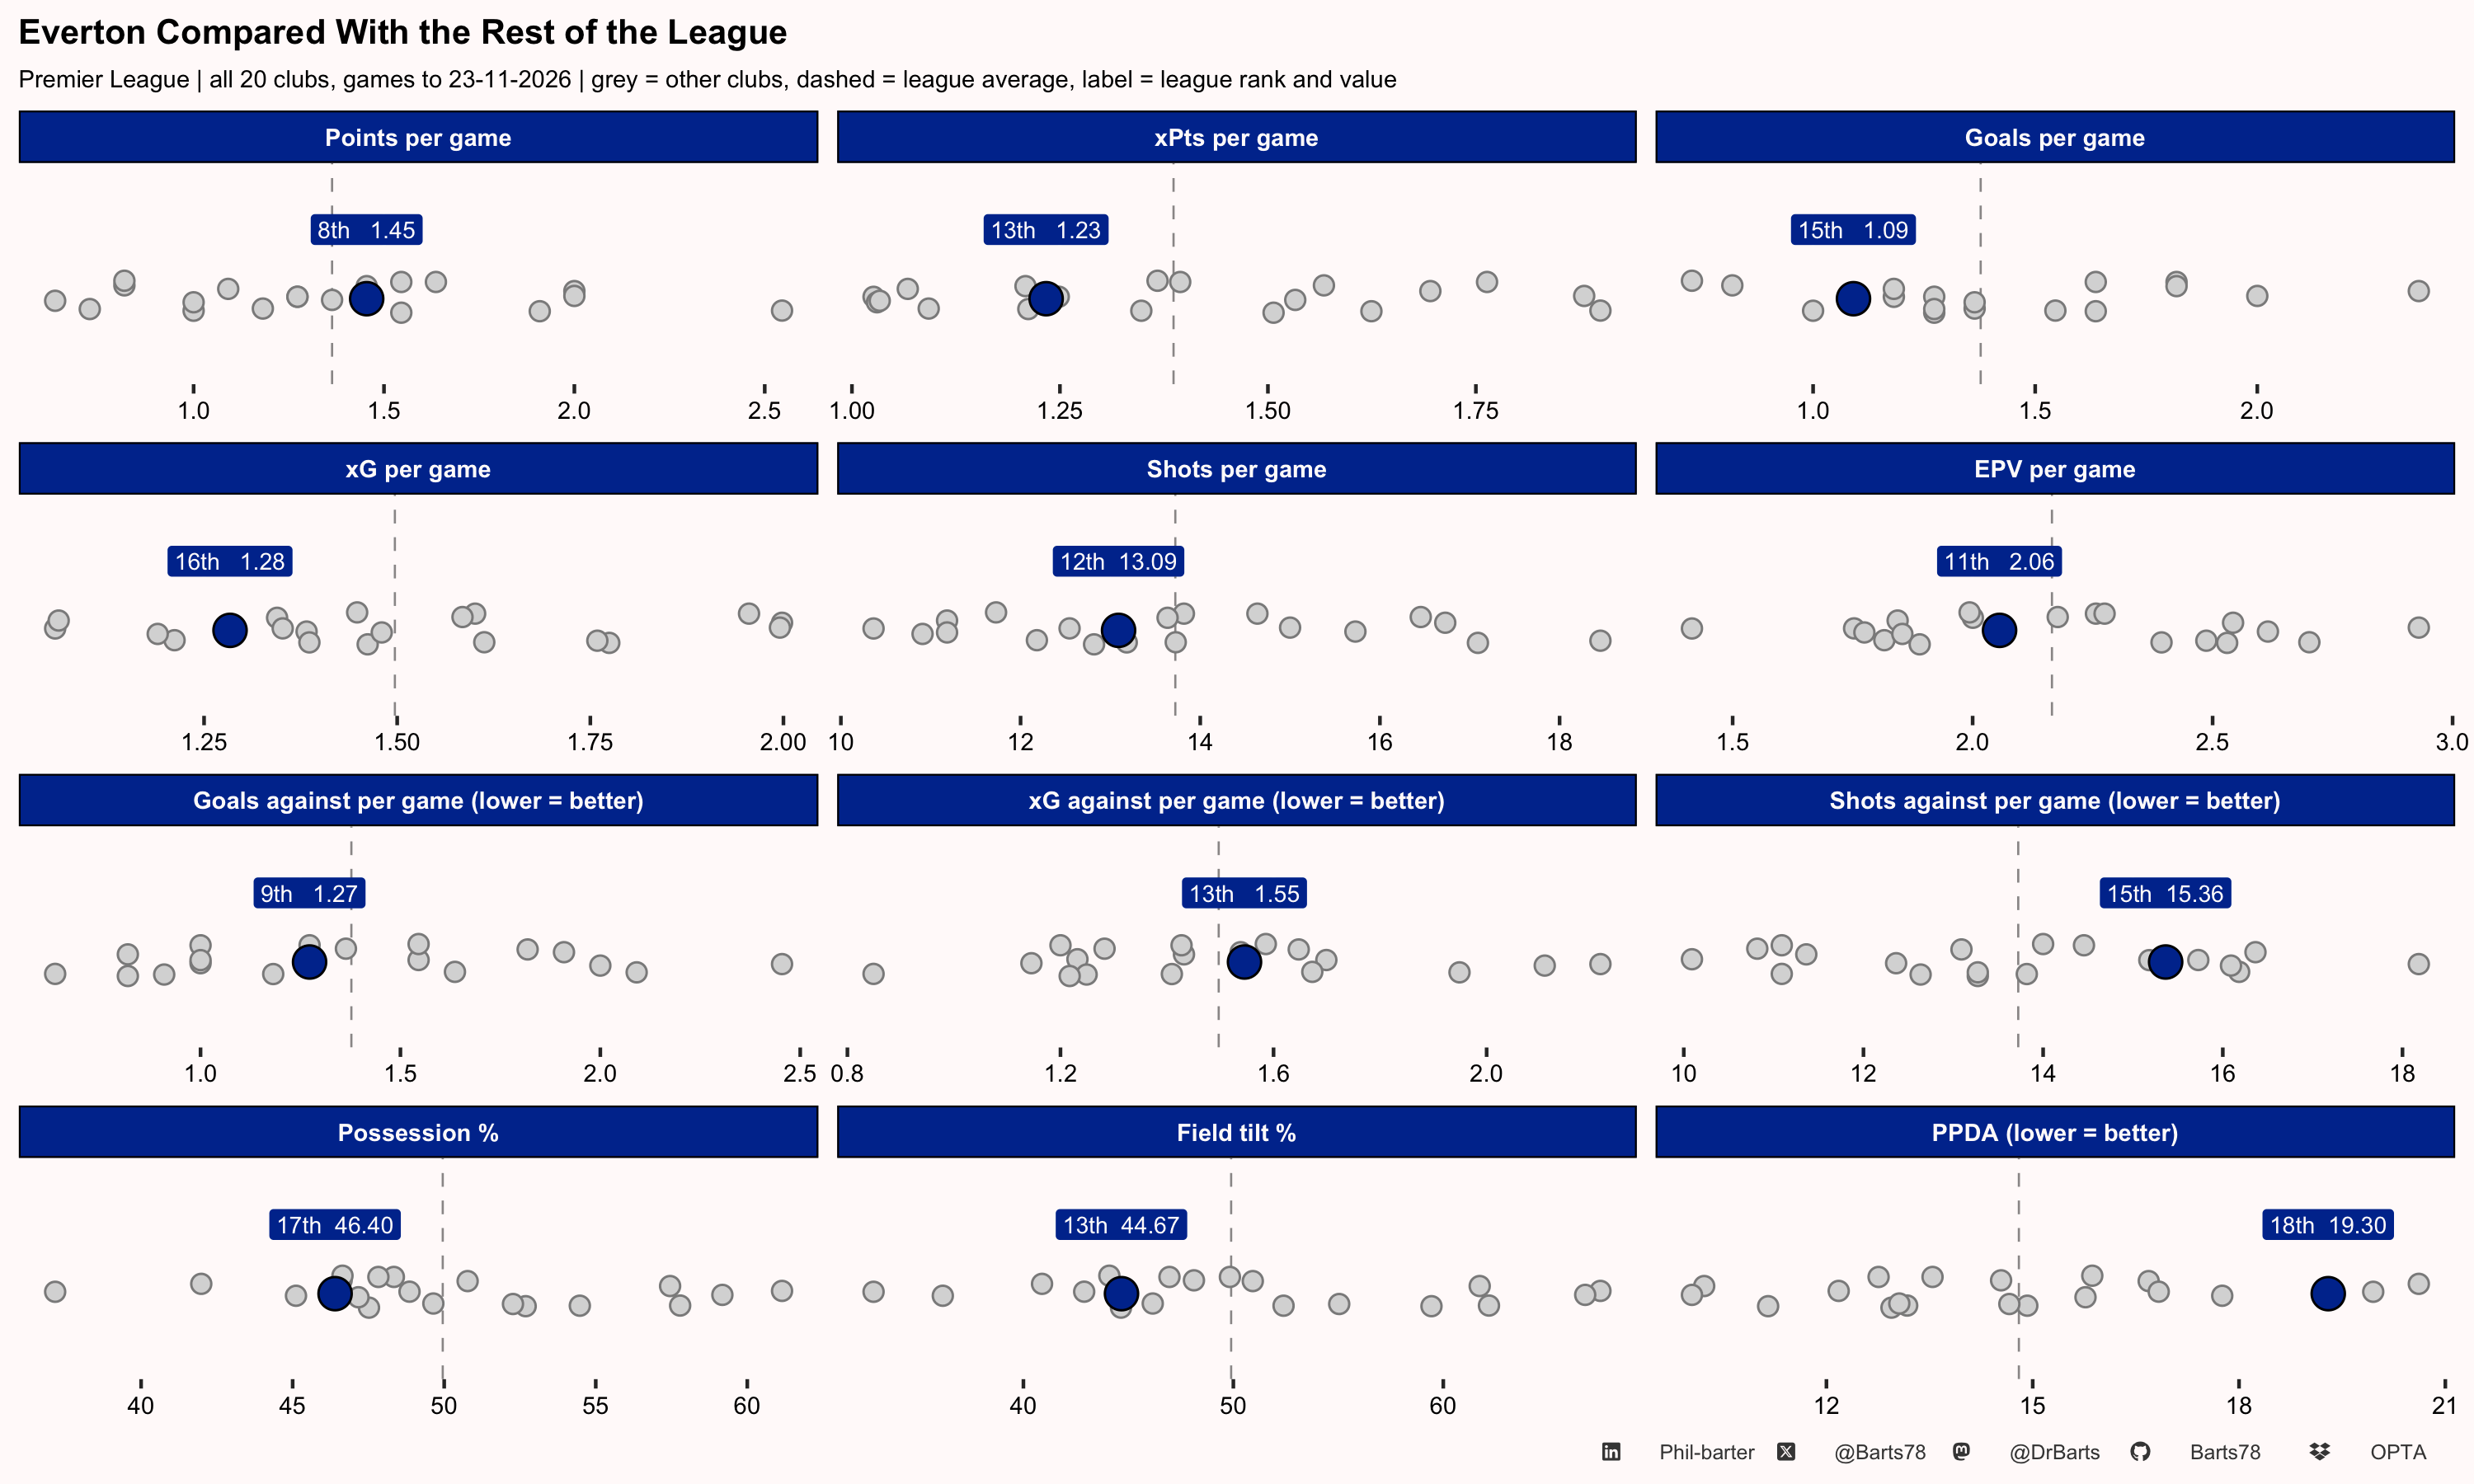 Everton Compared With the Rest of the League
Premier League | all 20 clubs, games to 23-11-2026 | grey = other clubs, dashed = league average, label = league rank and value
Points per game
xPts per game
Goals per game
8th 1.45
13th 1.23
15th 1.09
1.0 1.5 2.0 2.5
1.00 1.25 1.50 1.75
1.0 1.5 2.0
xG per game
Shots per game
EPV per game
16th 1.28
12th 13.09
11th 2.06
1.25 1.50 1.75 2.00
10 12 14 16 18
1.5 2.0 2.5 3.0
Goals against per game (lower = better)
xG against per game (lower = better)
Shots against per game (lower = better)
9th 1.27
13th 1.55
15th 15.36
1.0 1.5 2.0 2.5
0.8 1.2 1.6 2.0
10 12 14 16 18
Possession %
Field tilt %
PPDA (lower = better)
17th 46.40
13th 44.67
18th 19.30
40 45 50 55 60
40 50 60
12 15 18 21
Phil-barter @Barts78 @DrBarts Barts78 OPTA